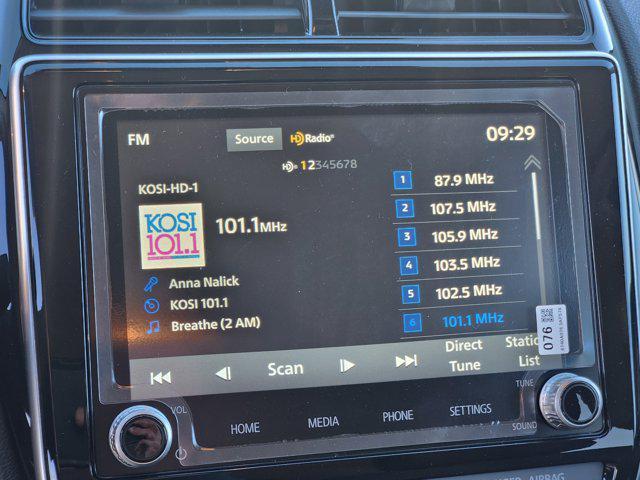 FM
Source
HD Radio®
09:29
HD® 12345678
KOSI-HD-1
KOSI
101.1
101.1MHz
Anna Nalick
KOSI 101.1
Breathe (2 AM)
1 87.9 MHz
2 107.5 MHz
3 105.9 MHz
4 103.5 MHz
5 102.5 MHz
6 101.1 MHz
Scan
Direct
Tune
Static
List
076
VOL
HOME
MEDIA
PHONE
SETTINGS
TUNE
SOUND
AIRBAG